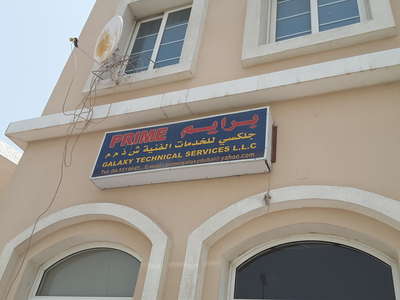 PRIME برايم
جلكسي للخدمات الفنية ش ذ م م
GALAXY TECHNICAL SERVICES L.L.C